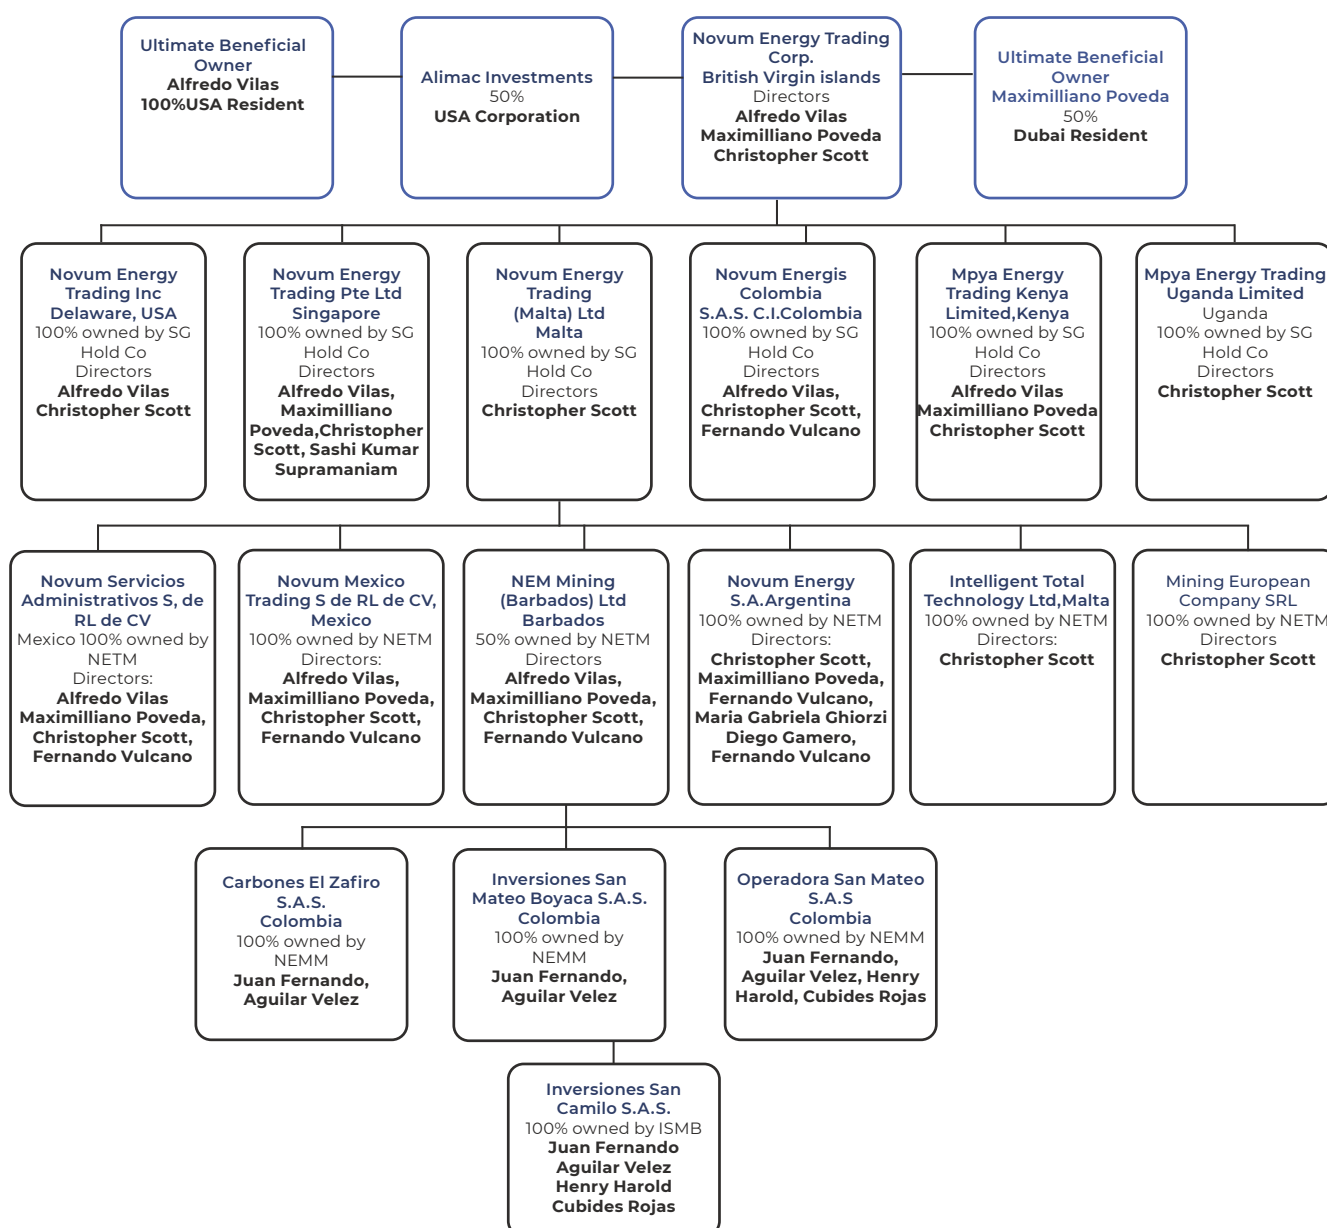 Ultimate Beneficial
Owner
Alfredo Vilas
100%USA Resident
Alimac Investments
50%
USA Corporation
Novum Energy Trading
Corp.
British Virgin islands
Directors
Alfredo Vilas
Maximilliano Poveda
Christopher Scott
Ultimate Beneficial
Owner
Maximilliano Poveda
50%
Dubai Resident
Novum Energy
Trading Inc
Delaware, USA
100% owned by SG
Hold Co
Directors
Alfredo Vilas
Christopher Scott
Novum Energy
Trading Pte Ltd
Singapore
100% owned by SG
Hold Co
Directors
Alfredo Vilas,
Maximilliano
Poveda,Christopher
Scott, Sashi Kumar
Supramaniam
Novum Energy
Trading
(Malta) Ltd
Malta
100% owned by SG
Hold Co
Directors
Christopher Scott
Novum Energis
Colombia
S.A.S. C.I.Colombia
100% owned by SG
Hold Co
Directors
Alfredo Vilas,
Christopher Scott,
Fernando Vulcano
Mpya Energy
Trading Kenya
Limited,Kenya
100% owned by SG
Hold Co
Directors
Alfredo Vilas
Maximilliano Poveda
Christopher Scott
Mpya Energy Trading
Uganda Limited
Uganda
100% owned by SG
Hold Co
Directors
Christopher Scott
Novum Servicios
Administrativos S, de
RL de CV
Mexico 100% owned by
NETM
Directors:
Alfredo Vilas
Maximilliano Poveda,
Christopher Scott,
Fernando Vulcano
Novum Mexico
Trading S de RL de CV,
Mexico
100% owned by NETM
Directors:
Alfredo Vilas,
Maximilliano Poveda,
Christopher Scott,
Fernando Vulcano
NEM Mining
(Barbados) Ltd
Barbados
50% owned by NETM
Directors
Alfredo Vilas,
Maximilliano Poveda,
Christopher Scott,
Fernando Vulcano
Novum Energy
S.A.Argentina
100% owned by NETM
Directors:
Christopher Scott,
Maximilliano Poveda,
Fernando Vulcano,
Maria Gabriela Ghiorzi
Diego Gamero,
Fernando Vulcano
Intelligent Total
Technology Ltd,Malta
100% owned by NETM
Directors:
Christopher Scott
Mining European
Company SRL
100% owned by NETM
Directors
Christopher Scott
Carbones El Zafiro
S.A.S.
Colombia
100% owned by
NEMM
Juan Fernando,
Aguilar Velez
Inversiones San
Mateo Boyaca S.A.S.
Colombia
100% owned by
NEMM
Juan Fernando,
Aguilar Velez
Operadora San Mateo
S.A.S
Colombia
100% owned by NEMM
Juan Fernando,
Aguilar Velez, Henry
Harold, Cubides Rojas
Inversiones San
Camilo S.A.S.
100% owned by ISMB
Juan Fernando
Aguilar Velez
Henry Harold
Cubides Rojas